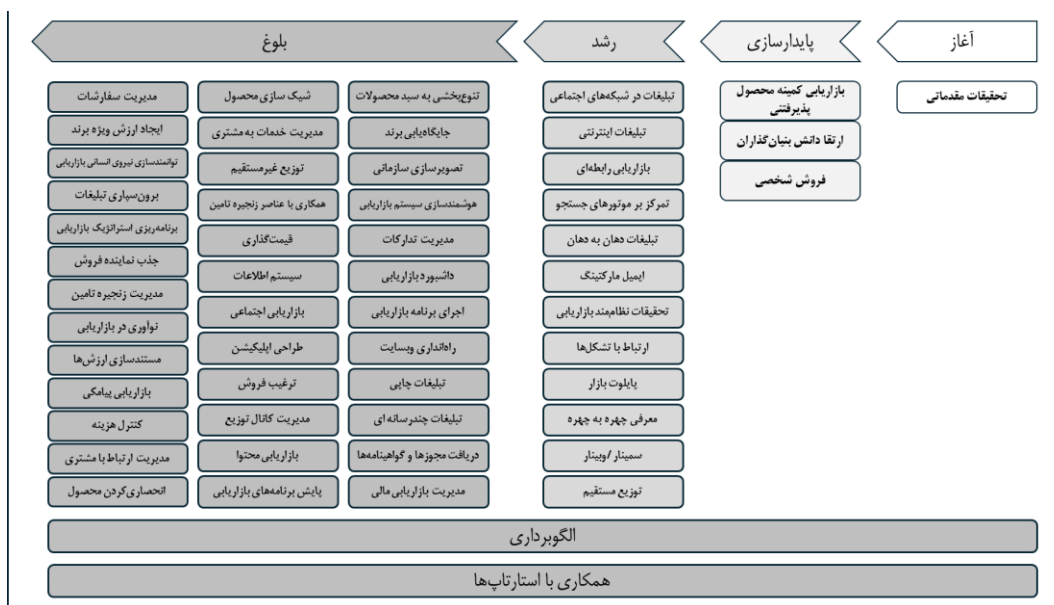 آغاز
پایدارسازی
رشد
بلوغ
تحقیقات مقدماتی
بازاریابی کمینه محصول
پذیرفتنی
ارتقا دانش بنیان‌گذاران
فروش شخصی
تبلیغات در شبکه‌های اجتماعی
تبلیغات اینترنتی
بازاریابی رابطه‌ای
تمرکز بر موتورهای جستجو
تبلیغات دهان به دهان
ایمیل مارکتینگ
تحقیقات نظام‌مند بازاریابی
ارتباط با تشکل‌ها
پایلوت بازار
معرفی چهره به چهره
سمینار /وبینار
توزیع مستقیم
تنوع‌بخشی به سبد محصولات
جایگاه‌یابی برند
تصویرسازی سازمانی
هوشمندسازی سیستم بازاریابی
مدیریت تدارکات
داشبورد بازاریابی
اجرای برنامه بازاریابی
راه‌اندازی وبسایت
تبلیغات چاپی
تبلیغات چندرسانه ای
دریافت مجوزها و گواهینامه‌ها
مدیریت بازاریابی مالی
شیک سازی محصول
مدیریت خدمات به مشتری
توزیع غیرمستقیم
همکاری با عناصر زنجیره تامین
قیمت‌گذاری
سیستم اطلاعات
بازاریابی اجتماعی
طراحی اپلیکیشن
ترغیب فروش
مدیریت کانال توزیع
بازاریابی محتوا
پایش برنامه‌های بازاریابی
مدیریت سفارشات
ایجاد ارزش ویژه برند
توانمندسازی نیروی انسانی بازاریابی
برون‌سپاری تبلیغات
برنامه‌ریزی استراتژیک بازاریابی
جذب نماینده فروش
مدیریت زنجیره تامین
نوآوری در بازاریابی
مستندسازی ارزش‌ها
بازاریابی پیامکی
کنترل هزینه
مدیریت ارتباط با مشتری
انحصاری‌کردن محصول
الگوبرداری
همکاری با استارتاپ‌ها